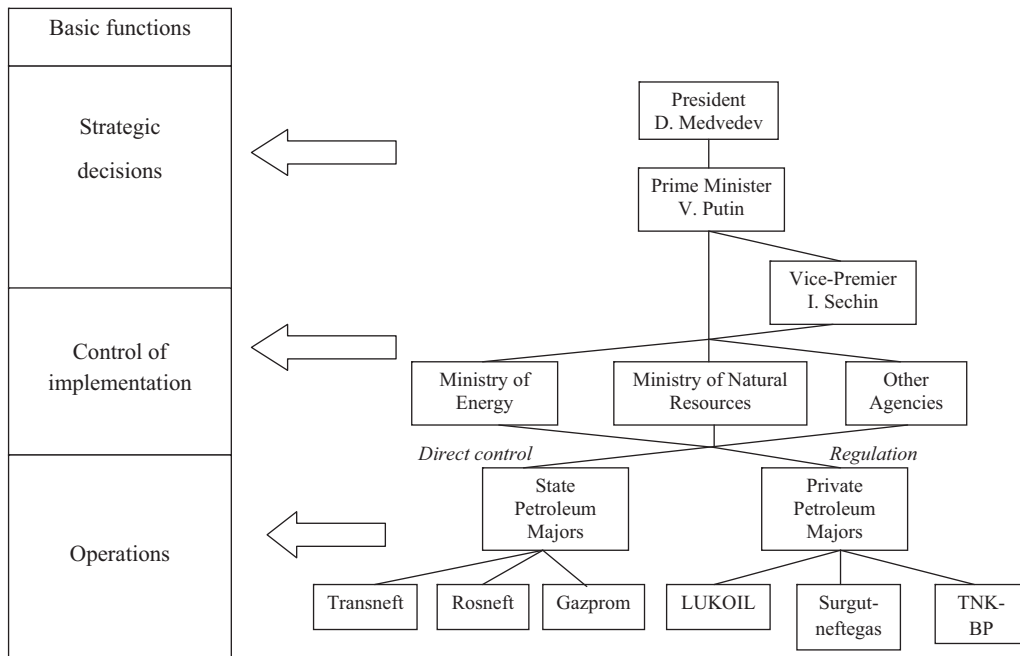 Basic functions
Strategic
decisions
President
D. Medvedev
Prime Minister
V. Putin
Vice-Premier
I. Sechin
Control of
implementation
Ministry of
Energy
Ministry of Natural
Resources
Other
Agencies
Direct control
Regulation
Operations
State
Petroleum
Majors
Private
Petroleum
Majors
Transneft
Rosneft
Gazprom
LUKOIL
Surgut-
neftegas
TNK-
BP